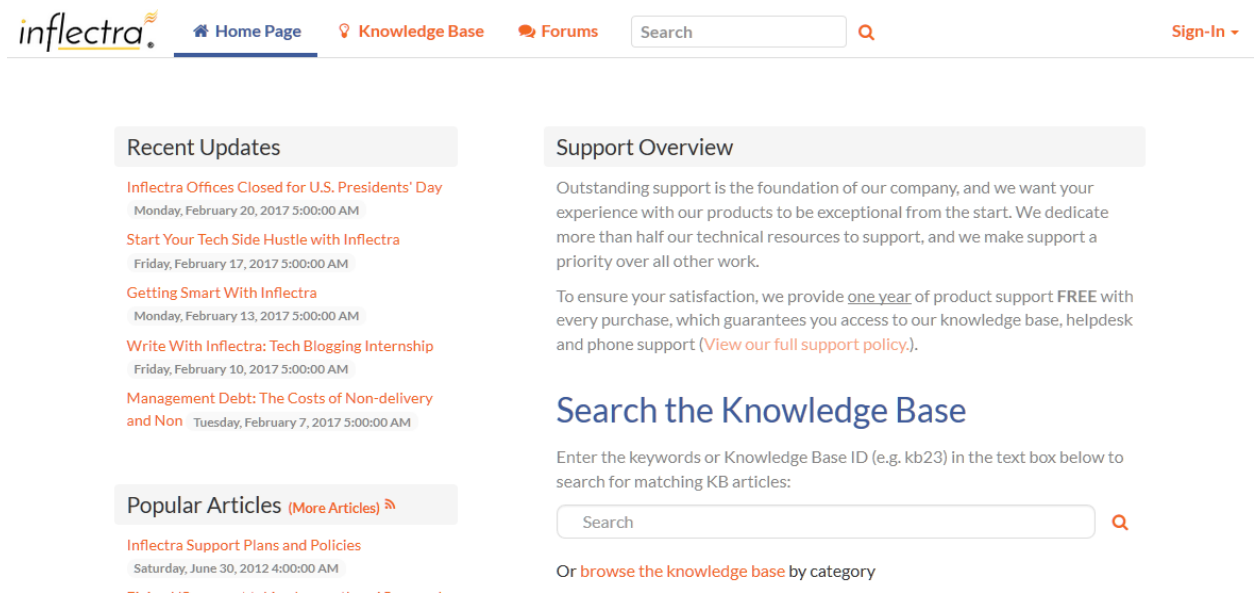 inflectra
Home Page
Knowledge Base
Forums
Search
Sign-In
Recent Updates
Inflectra Offices Closed for U.S. Presidents' Day
Monday, February 20, 2017 5:00:00 AM
Start Your Tech Side Hustle with Inflectra
Friday, February 17, 2017 5:00:00 AM
Getting Smart With Inflectra
Monday, February 13, 2017 5:00:00 AM
Write With Inflectra: Tech Blogging Internship
Friday, February 10, 2017 5:00:00 AM
Management Debt: The Costs of Non-delivery
and Non Tuesday, February 7, 2017 5:00:00 AM
Popular Articles (More Articles)
Inflectra Support Plans and Policies
Saturday, June 30, 2012 4:00:00 AM
Support Overview
Outstanding support is the foundation of our company, and we want your
experience with our products to be exceptional from the start. We dedicate
more than half our technical resources to support, and we make support a
priority over all other work.
To ensure your satisfaction, we provide one year of product support FREE with
every purchase, which guarantees you access to our knowledge base, helpdesk
and phone support (View our full support policy.).
Search the Knowledge Base
Enter the keywords or Knowledge Base ID (e.g. kb23) in the text box below to
search for matching KB articles:
Search
Or browse the knowledge base by category